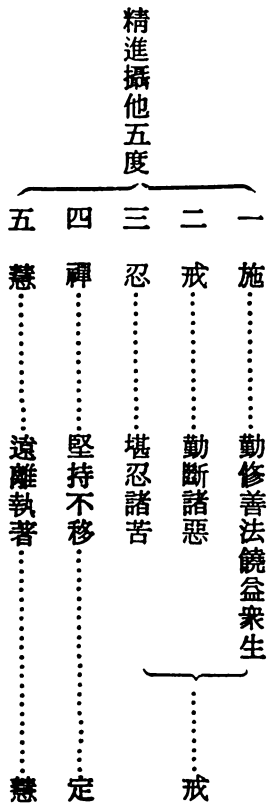 精進攝他五度
一　施……………勤修善法饒益衆生
二　戒……………勤斷諸惡……戒
三　忍……………堪忍諸苦
四　禪……………堅持不移……………定
五　慧……………遠離執著……………慧